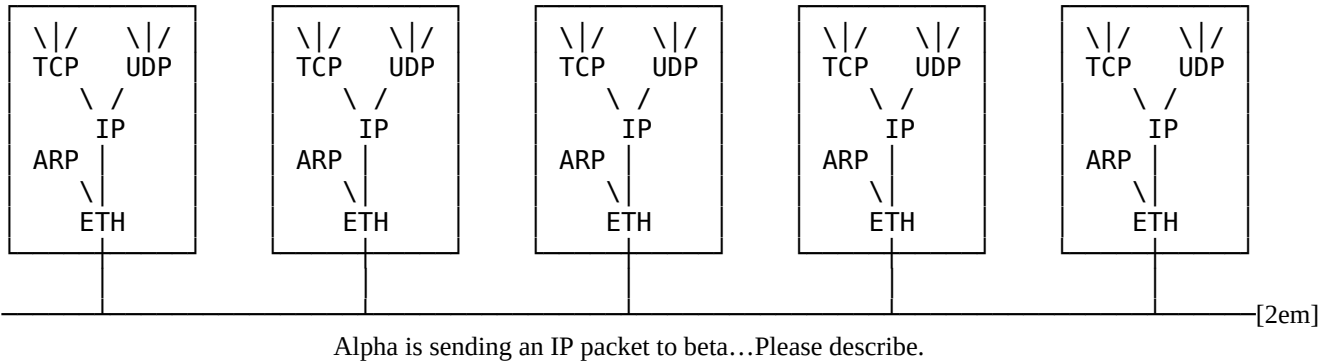 \|/ \|/ \|/ \|/ \|/ \|/ \|/ \|/ \|/ \|/
TCP UDP TCP UDP TCP UDP TCP UDP TCP UDP
\ / \ / \ / \ / \ /
IP IP IP IP IP
ARP ARP ARP ARP ARP
\ \ \ \ \
ETH ETH ETH ETH ETH
[2em]
Alpha is sending an IP packet to beta…Please describe.